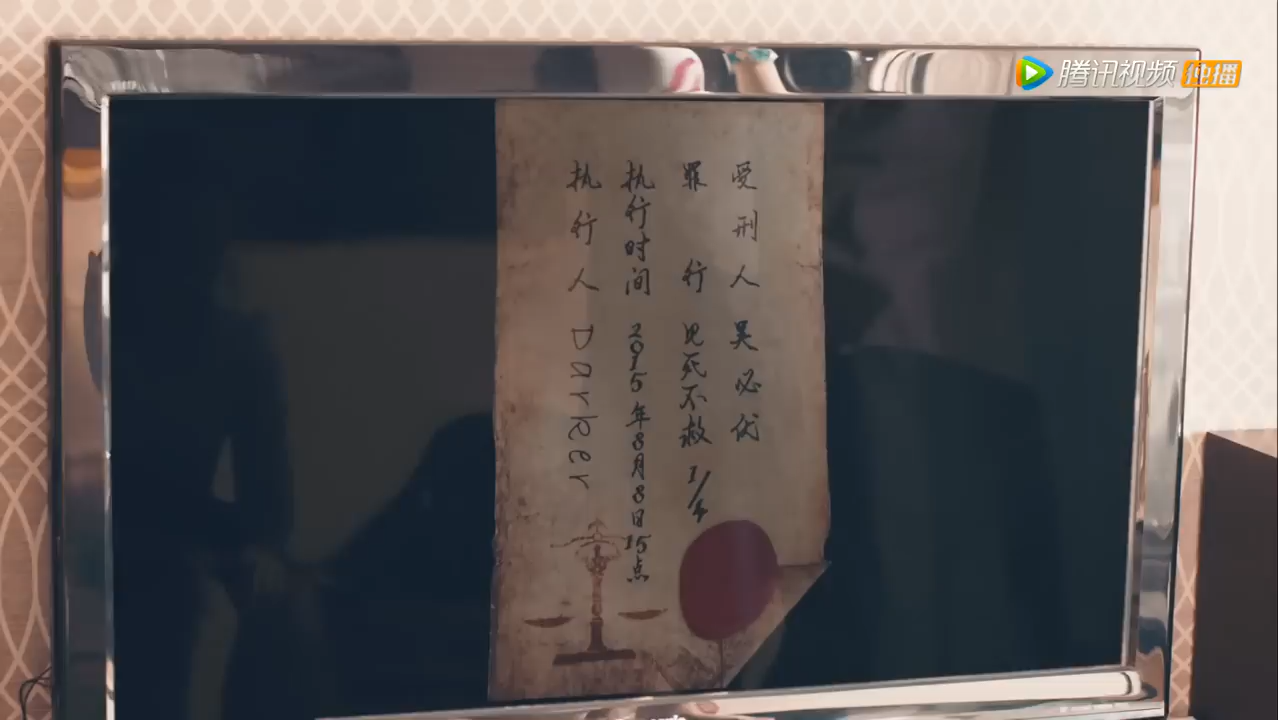 腾讯视频 独播
受刑人 吴必优
罪行 见死不救 1/4
执行时间 2015年8月8日15点
执行人 Darker